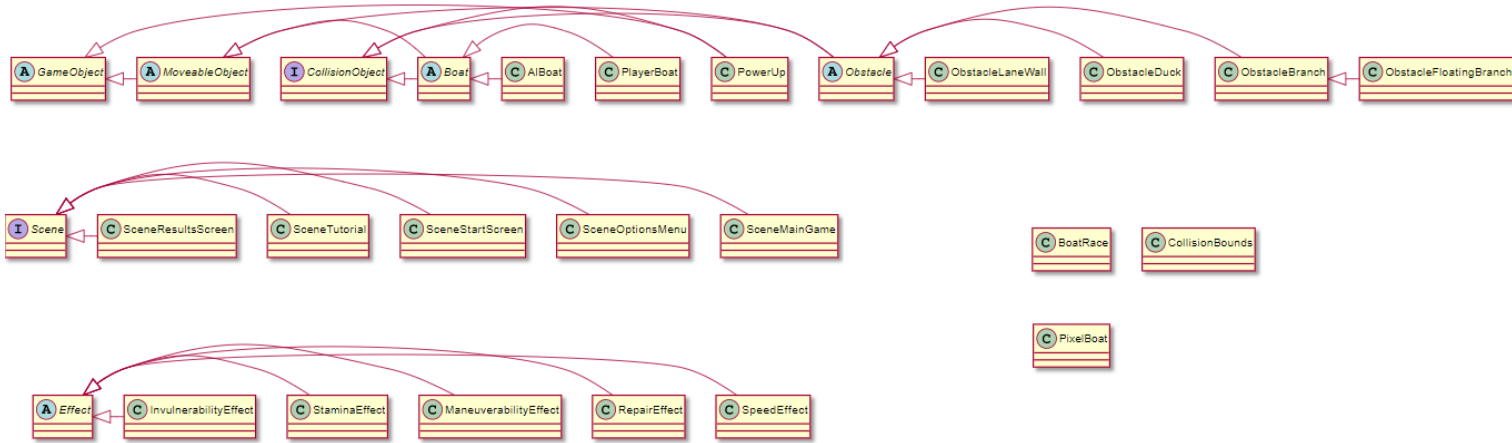 A GameObject
A MoveableObject
I CollisionObject
A Boat
C AIBoat
C PlayerBoat
C PowerUp
A Obstacle
C ObstacleLaneWall
C ObstacleDuck
C ObstacleBranch
C ObstacleFloatingBranch
I Scene
C SceneResultsScreen
C SceneTutorial
C SceneStartScreen
C SceneOptionsMenu
C SceneMainGame
C BoatRace
C CollisionBounds
C PixelBoat
A Effect
C InvulnerabilityEffect
C StaminaEffect
C ManeuverabilityEffect
C RepairEffect
C SpeedEffect